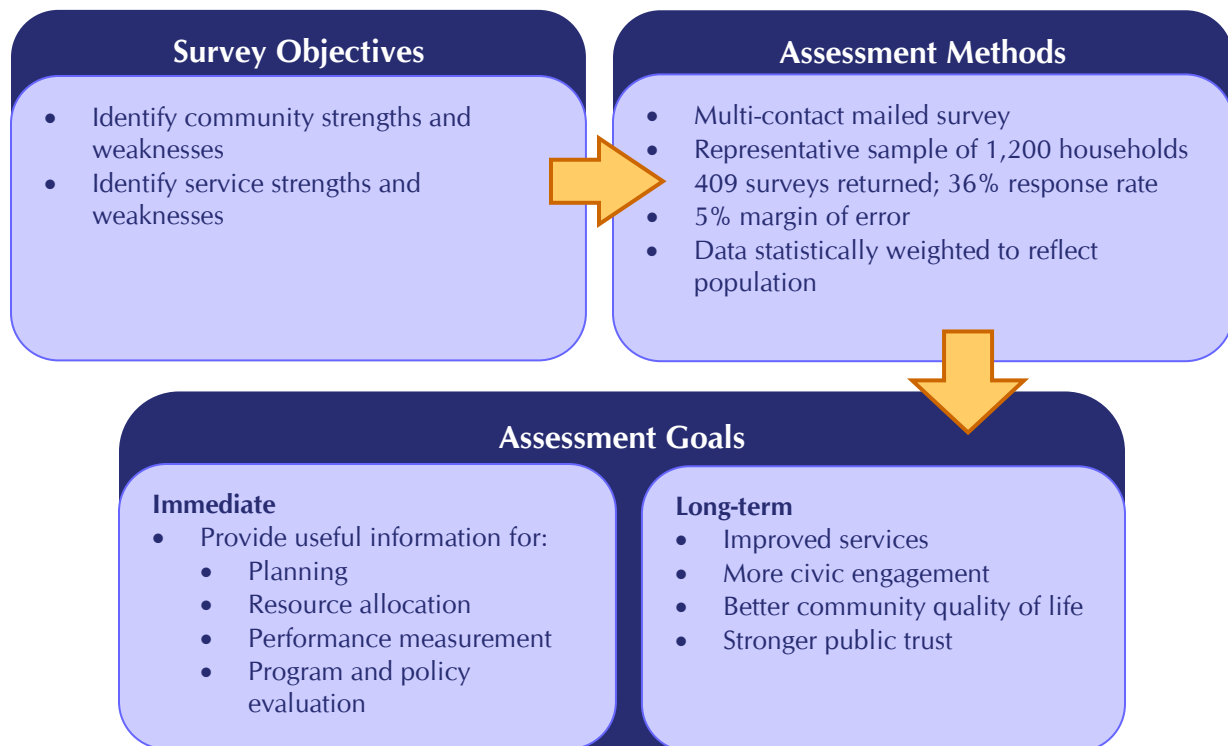 Survey Objectives
• Identify community strengths and
weaknesses
• Identify service strengths and
weaknesses
Assessment Methods
• Multi-contact mailed survey
• Representative sample of 1,200 households
409 surveys returned; 36% response rate
• 5% margin of error
• Data statistically weighted to reflect
population
Assessment Goals
Immediate
• Provide useful information for:
• Planning
• Resource allocation
• Performance measurement
• Program and policy
evaluation
Long-term
• Improved services
• More civic engagement
• Better community quality of life
• Stronger public trust